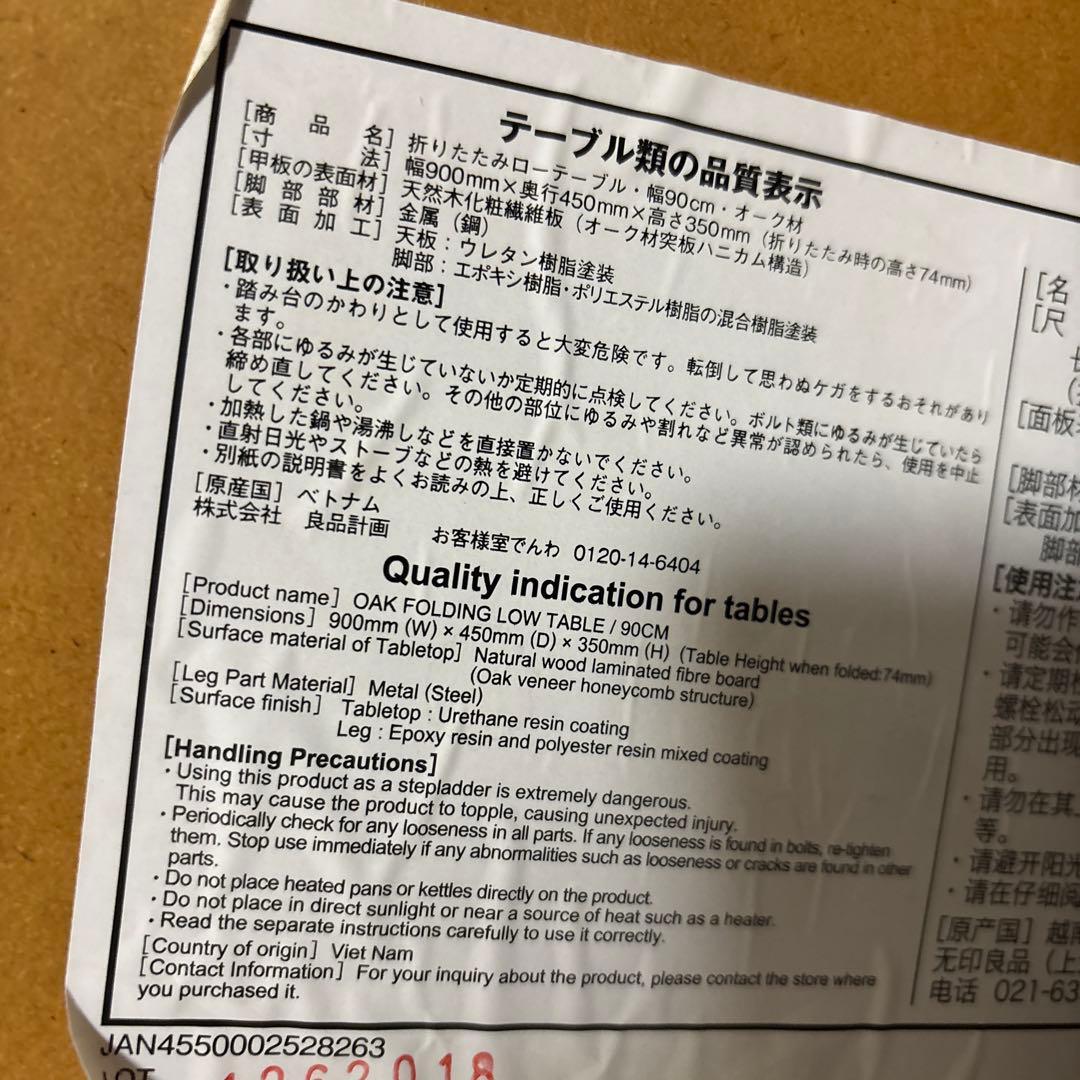 テーブル類の品質表示
[商品名] 折りたたみローテーブル・幅90cm・オーク材
[寸法] 幅900mm×奥行450mm×高さ350mm (折りたたみ時の高さ74mm)
[甲板の表面材] 天然木化粧繊維板 (オーク材突板ハニカム構造)
[脚部部材] 金属 (鋼)
[表面加工] 天板 : ウレタン樹脂塗装
脚部 : エポキシ樹脂・ポリエステル樹脂の混合樹脂塗装
[取り扱い上の注意]
・踏み台のかわりとして使用すると大変危険です。転倒して思わぬケガをするおそれがあり
ます。
・各部にゆるみが生じていないか定期的に点検してください。ボルト類にゆるみが生じていたら
締め直してください。その他の部位にゆるみや割れなど異常が認められたら、使用を中止
してください。
・加熱した鍋や湯沸しなどを直接置かないでください。
・直射日光やストーブなどの熱を避けてください。
・別紙の説明書をよくお読みの上、正しくご使用ください。
[原産国] ベトナム
株式会社 良品計画 お客様室でんわ 0120-14-6404
Quality indication for tables
[Product name] OAK FOLDING LOW TABLE / 90CM
[Dimensions] 900mm (W) × 450mm (D) × 350mm (H) (Table Height when folded:74mm)
[Surface material of Tabletop] Natural wood laminated fibre board
(Oak veneer honeycomb structure)
[Leg Part Material] Metal (Steel)
[Surface finish] Tabletop : Urethane resin coating
Leg : Epoxy resin and polyester resin mixed coating
[Handling Precautions]
・Using this product as a stepladder is extremely dangerous.
This may cause the product to topple, causing unexpected injury.
・Periodically check for any looseness in all parts. If any looseness is found in bolts, re-tighten
them. Stop use immediately if any abnormalities such as looseness or cracks are found in other
parts.
・Do not place heated pans or kettles directly on the product.
・Do not place in direct sunlight or near a source of heat such as a heater.
・Read the separate instructions carefully to use it correctly.
[Country of origin] Viet Nam
[Contact Information] For your inquiry about the product, please contact the store where
you purchased it.
JAN4550002528263
LOT
[名
[尺
[面板
[脚部材
[表面加
脚部
[使用注
・请勿作
可能会
・请定期检
螺栓松动
部分出现
用。
・请勿在其
等。
・请避开阳光
・请在仔细阅
[原产国] 越南
无印良品 (上
电话 021-63